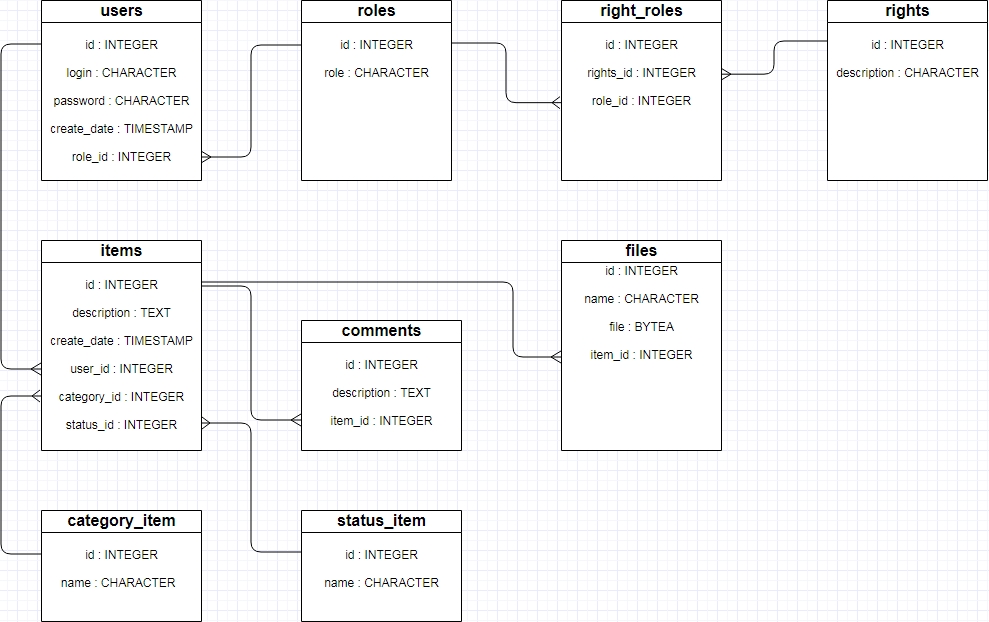 users
id : INTEGER
login : CHARACTER
password : CHARACTER
create_date : TIMESTAMP
role_id : INTEGER
roles
id : INTEGER
role : CHARACTER
right_roles
id : INTEGER
rights_id : INTEGER
role_id : INTEGER
rights
id : INTEGER
description : CHARACTER
items
id : INTEGER
description : TEXT
create_date : TIMESTAMP
user_id : INTEGER
category_id : INTEGER
status_id : INTEGER
comments
id : INTEGER
description : TEXT
item_id : INTEGER
files
id : INTEGER
name : CHARACTER
file : BYTEA
item_id : INTEGER
category_item
id : INTEGER
name : CHARACTER
status_item
id : INTEGER
name : CHARACTER